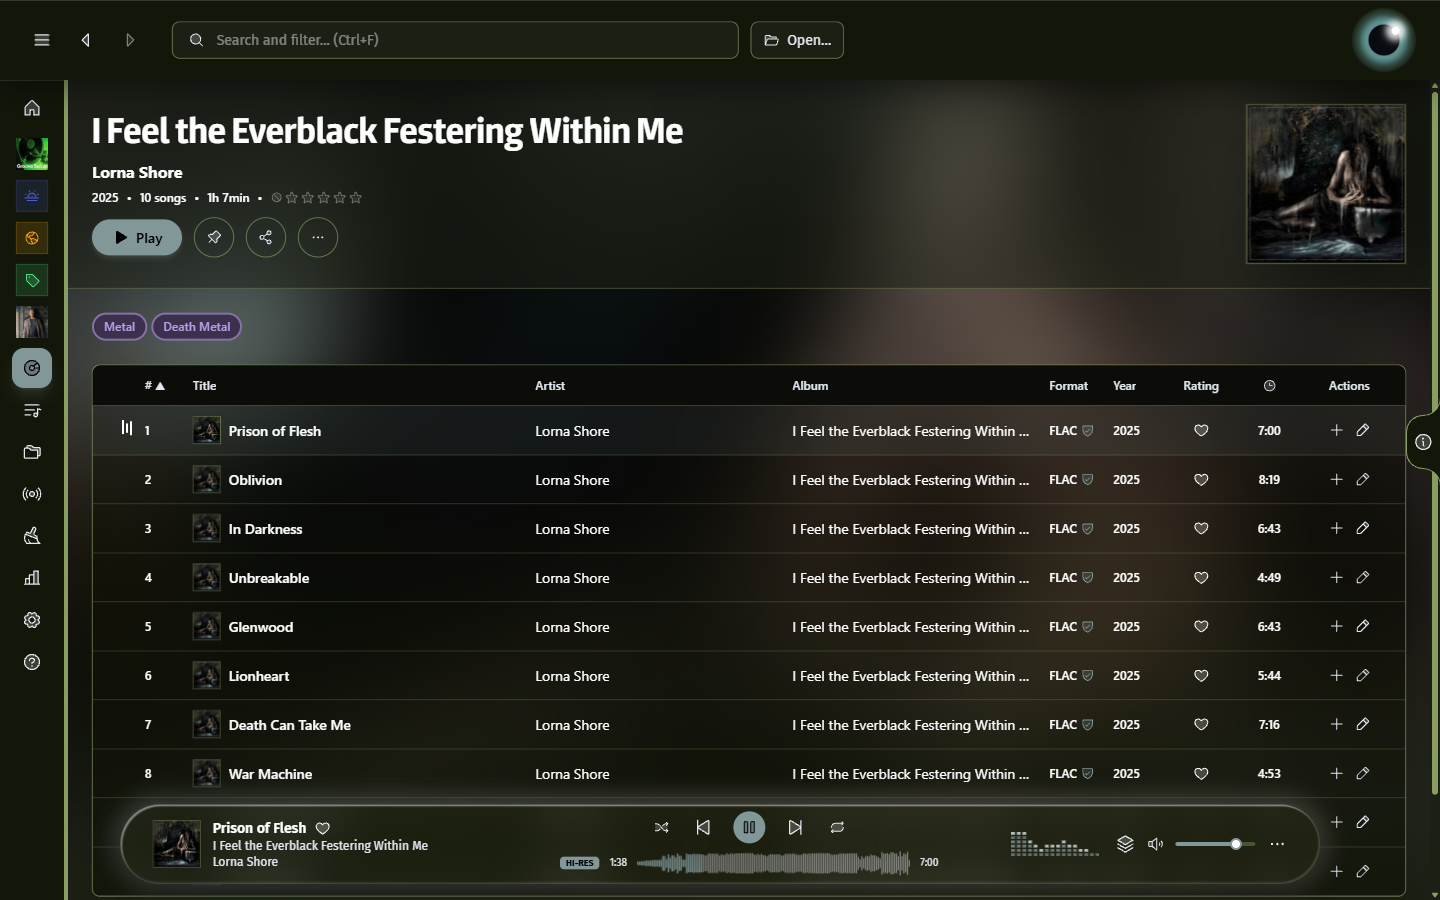 Search and filter... (Ctrl+F)
Open...
I Feel the Everblack Festering Within Me
Lorna Shore
2025 • 10 songs • 1h 7min •
Play
Metal
Death Metal
# Title Artist Album Format Year Rating Actions
1 Prison of Flesh Lorna Shore I Feel the Everblack Festering Within ... FLAC 2025 7:00
2 Oblivion Lorna Shore I Feel the Everblack Festering Within ... FLAC 2025 8:19
3 In Darkness Lorna Shore I Feel the Everblack Festering Within ... FLAC 2025 6:43
4 Unbreakable Lorna Shore I Feel the Everblack Festering Within ... FLAC 2025 4:49
5 Glenwood Lorna Shore I Feel the Everblack Festering Within ... FLAC 2025 6:43
6 Lionheart Lorna Shore I Feel the Everblack Festering Within ... FLAC 2025 5:44
7 Death Can Take Me Lorna Shore I Feel the Everblack Festering Within ... FLAC 2025 7:16
8 War Machine Lorna Shore I Feel the Everblack Festering Within ... FLAC 2025 4:53
Prison of Flesh
I Feel the Everblack Festering Within Me
Lorna Shore
HI-RES 1:38 7:00